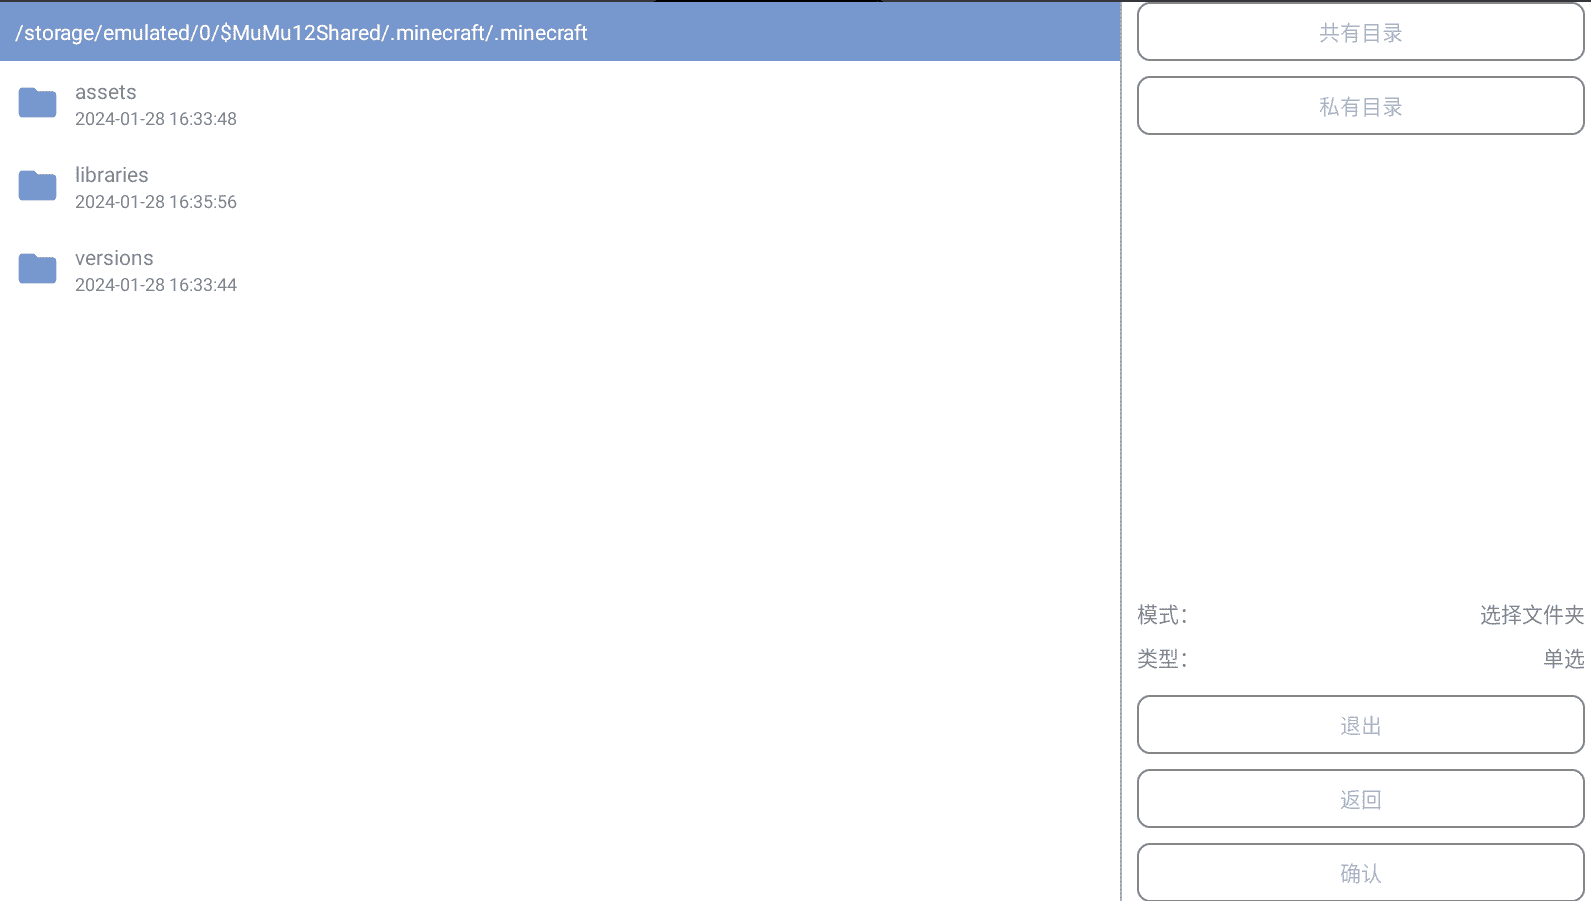 /storage/emulated/0/$MuMu12Shared/.minecraft/.minecraft
assets
2024-01-28 16:33:48
libraries
2024-01-28 16:35:56
versions
2024-01-28 16:33:44
共有目录
私有目录
模式： 选择文件夹
类型： 单选
退出
返回
确认